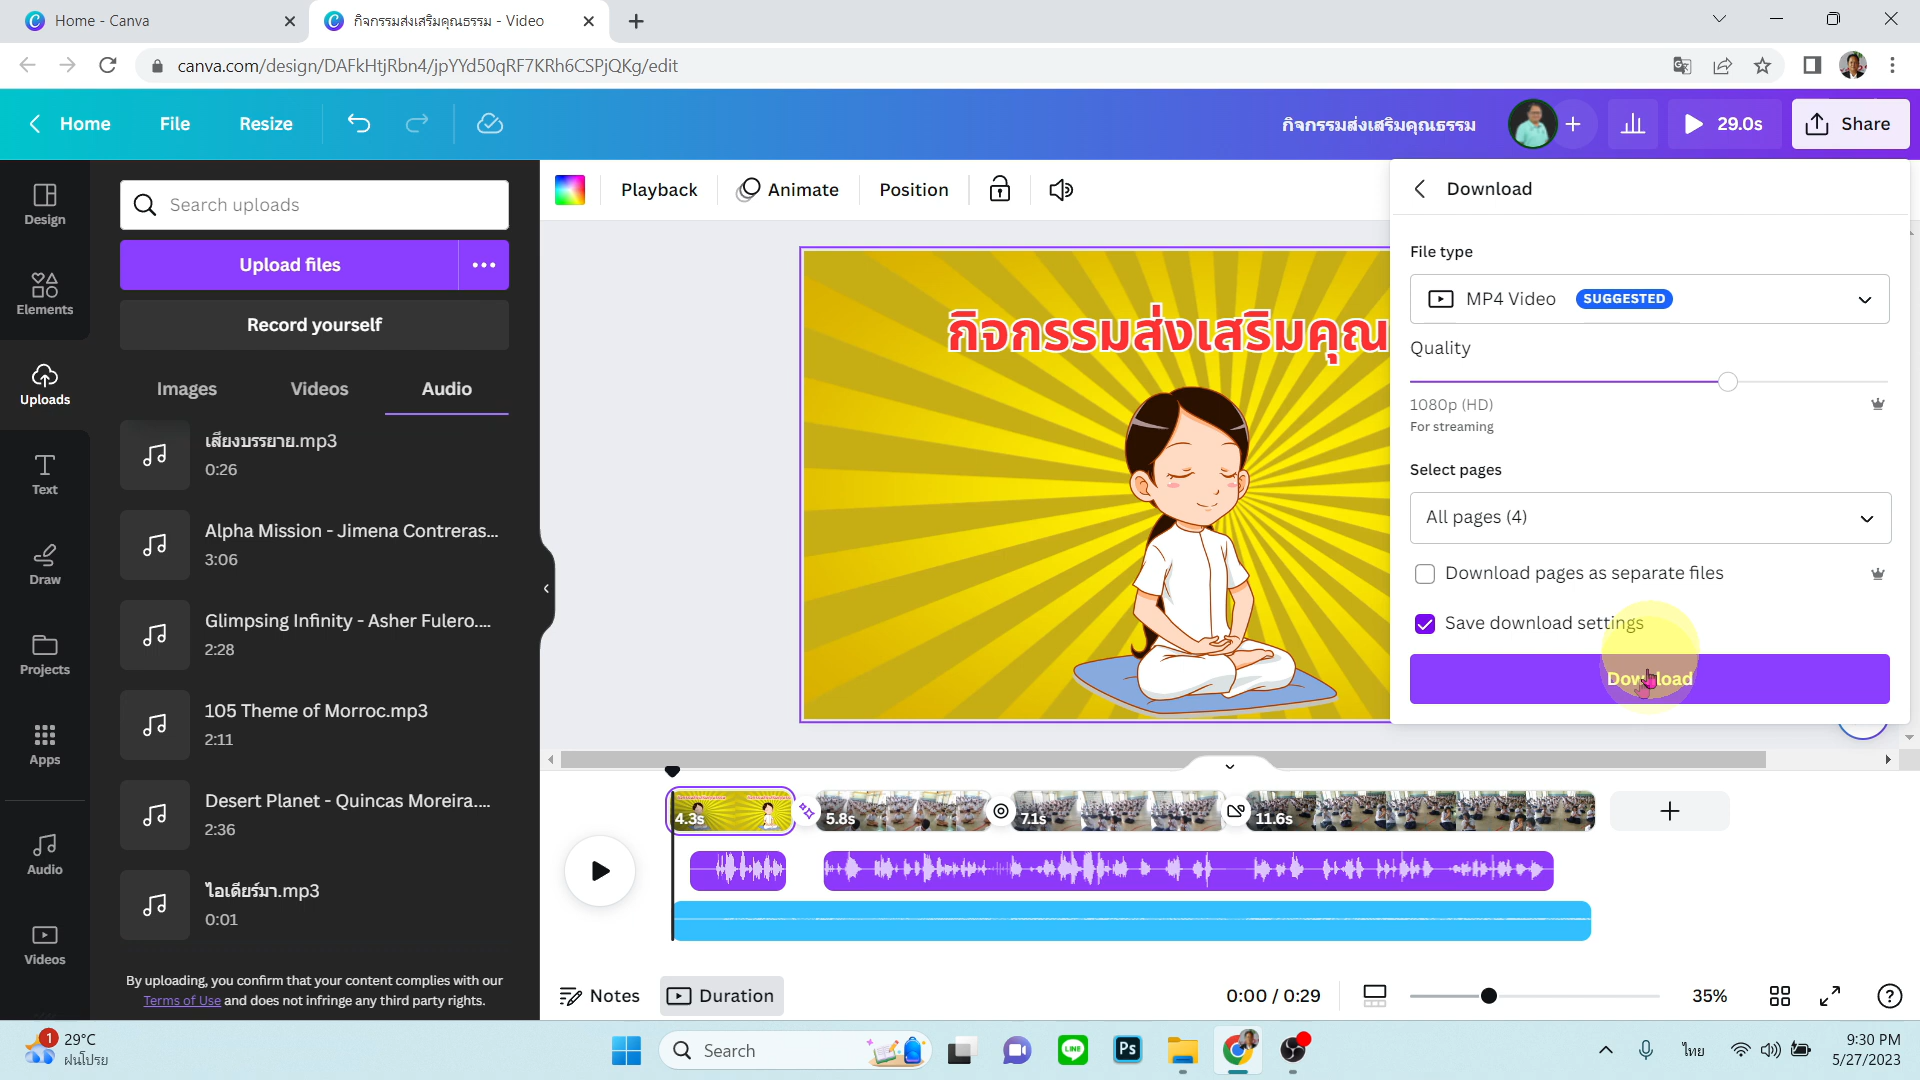 Home - Canva
กิจกรรมส่งเสริมคุณธรรม - Video
canva.com/design/DAFkHtjRbn4/jpYYd50qRF7KRh6CSPjQKg/edit
Home
File
Resize
กิจกรรมส่งเสริมคุณธรรม
29.0s
Share
Design
Elements
Uploads
Text
Draw
Projects
Apps
Audio
Videos
Search uploads
Upload files
Record yourself
Images
Videos
Audio
เสียงบรรยาย.mp3
0:26
Alpha Mission - Jimena Contreras...
3:06
Glimpsing Infinity - Asher Fulero....
2:28
105 Theme of Morroc.mp3
2:11
Desert Planet - Quincas Moreira....
2:36
ไอเดียร์มา.mp3
0:01
By uploading, you confirm that your content complies with our
Terms of Use and does not infringe any third party rights.
Playback
Animate
Position
กิจกรรมส่งเสริมคุณ
Download
File type
MP4 Video SUGGESTED
Quality
1080p (HD)
For streaming
Select pages
All pages (4)
Download pages as separate files
Save download settings
Download
4.3s
5.8s
7.1s
11.6s
Notes
Duration
0:00 / 0:29
35%
1
29°C
ฝนโปรย
Search
LINE
Ps
ไทย
9:30 PM
5/27/2023